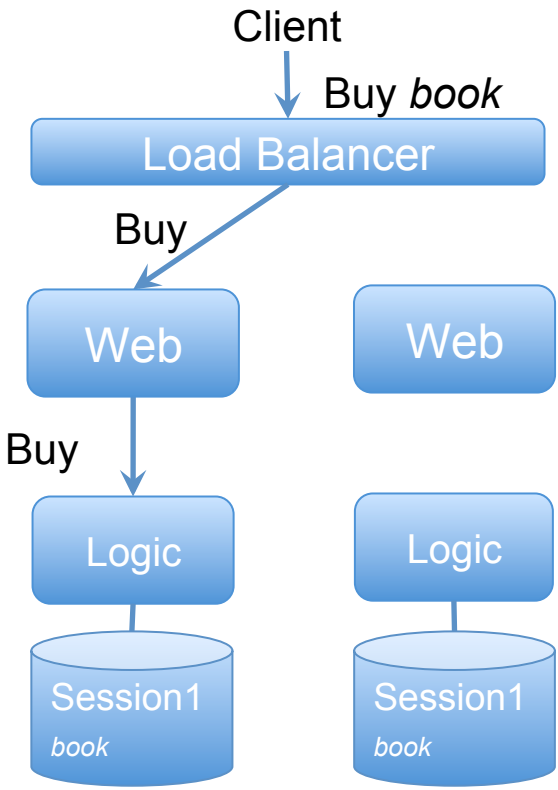 Client
Buy book
Load Balancer
Buy
Web
Web
Buy
Logic
Logic
Session1
book
Session1
book